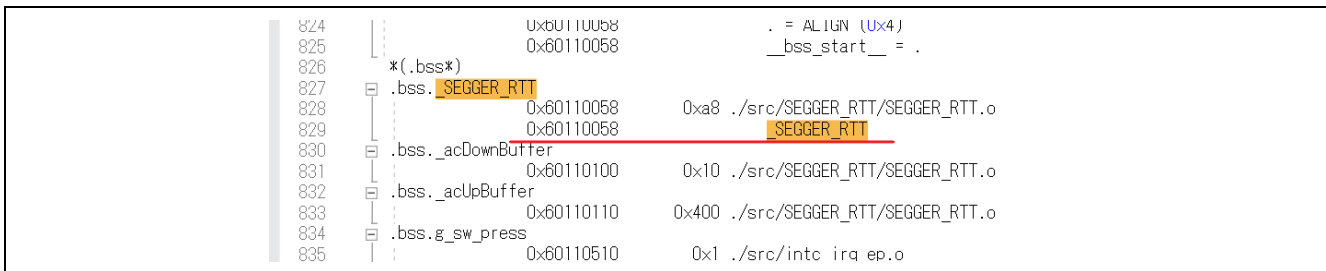 824 0x60110058 . = ALIGN (0x4)
825 0x60110058 __bss_start__ = .
826 *(.bss*)
827 .bss._SEGGER_RTT
828 0x60110058 0xa8 ./src/SEGGER_RTT/SEGGER_RTT.o
829 0x60110058 _SEGGER_RTT
830 .bss._acDownBuffer
831 0x60110100 0x10 ./src/SEGGER_RTT/SEGGER_RTT.o
832 .bss._acUpBuffer
833 0x60110110 0x400 ./src/SEGGER_RTT/SEGGER_RTT.o
834 .bss.g_sw_press
835 0x60110510 0x1 ./src/intc_irq_ep.o